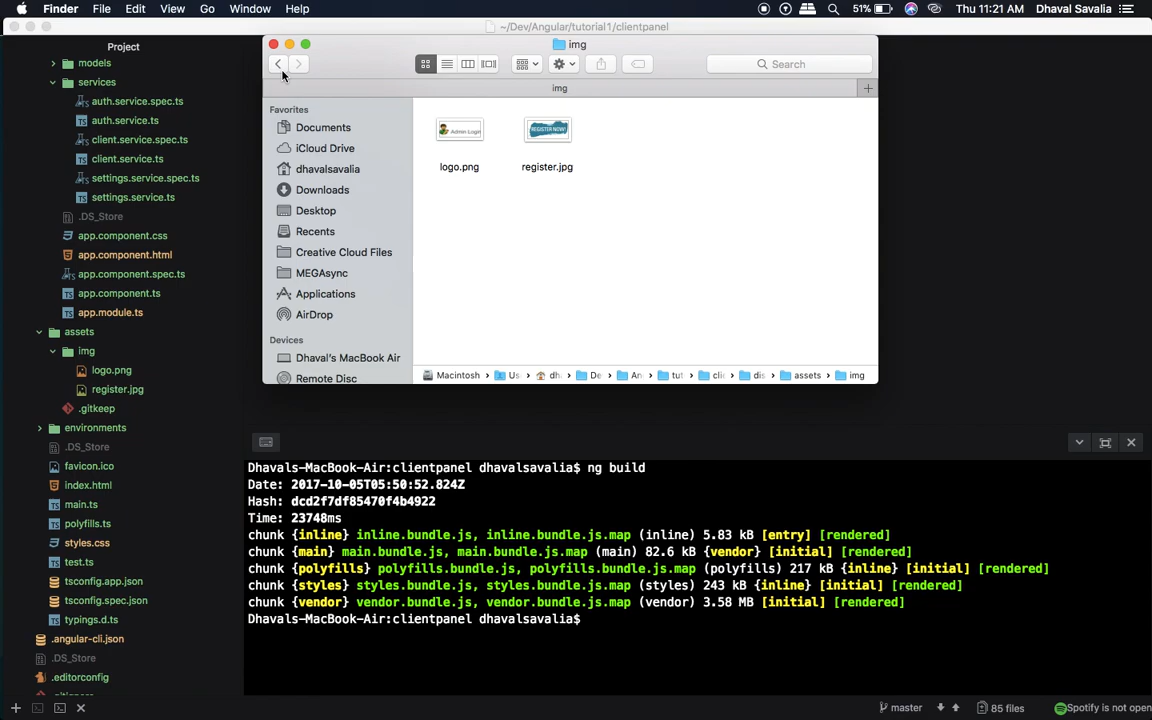 Finder File Edit View Go Window Help
51% Thu 11:21 AM Dhaval Savalia
~/Dev/Angular/tutorial1/clientpanel
Project
models
services
auth.service.spec.ts
auth.service.ts
client.service.spec.ts
client.service.ts
settings.service.spec.ts
settings.service.ts
.DS_Store
app.component.css
app.component.html
app.component.spec.ts
app.component.ts
app.module.ts
assets
img
logo.png
register.jpg
.gitkeep
environments
.DS_Store
favicon.ico
index.html
main.ts
polyfills.ts
styles.css
test.ts
tsconfig.app.json
tsconfig.spec.json
typings.d.ts
.angular-cli.json
.DS_Store
.editorconfig
img
Search
img
Favorites
Documents
iCloud Drive
dhavalsavalia
Downloads
Desktop
Recents
Creative Cloud Files
MEGAsync
Applications
AirDrop
Devices
Dhaval's MacBook Air
Remote Disc
Admin Login
REGISTER NOW!
logo.png
register.jpg
Macintosh › Us › dh › De › An › tut › clie › dis › assets › img
Dhavals-MacBook-Air:clientpanel dhavalsavalia$ ng build
Date: 2017-10-05T05:50:52.824Z
Hash: dcd2f7df85470f4b4922
Time: 23748ms
chunk {inline} inline.bundle.js, inline.bundle.js.map (inline) 5.83 kB [entry] [rendered]
chunk {main} main.bundle.js, main.bundle.js.map (main) 82.6 kB {vendor} [initial] [rendered]
chunk {polyfills} polyfills.bundle.js, polyfills.bundle.js.map (polyfills) 217 kB {inline} [initial] [rendered]
chunk {styles} styles.bundle.js, styles.bundle.js.map (styles) 243 kB {inline} [initial] [rendered]
chunk {vendor} vendor.bundle.js, vendor.bundle.js.map (vendor) 3.58 MB [initial] [rendered]
Dhavals-MacBook-Air:clientpanel dhavalsavalia$
master 85 files Spotify is not open